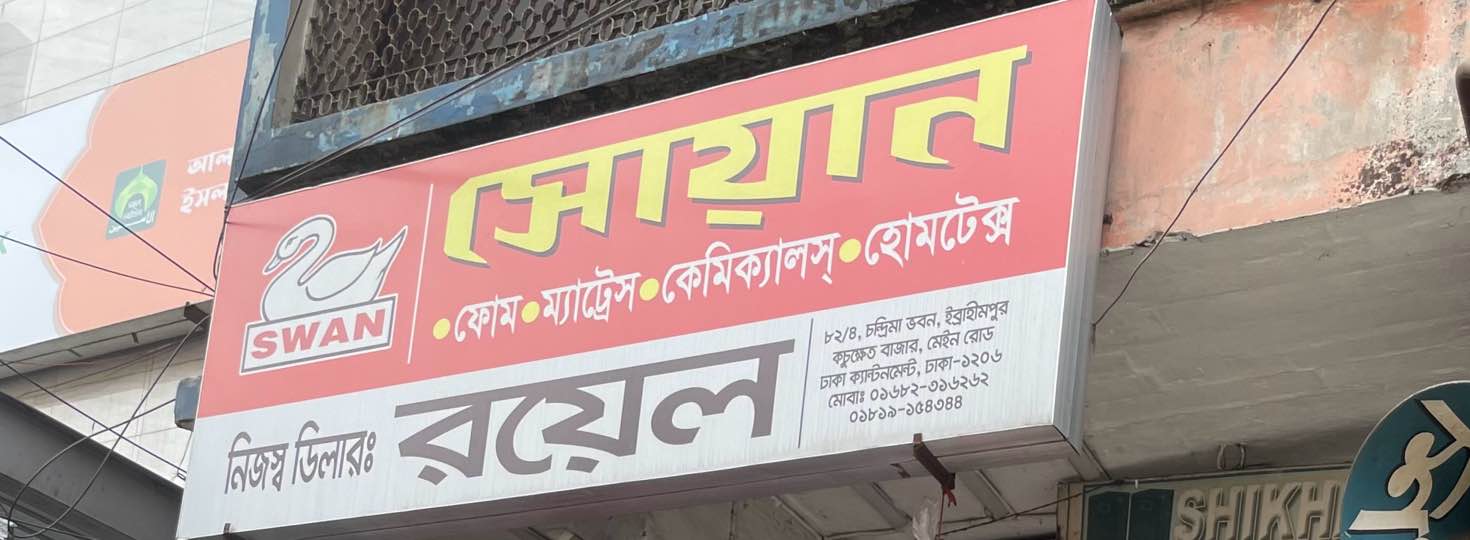 সোয়ান
SWAN
•ফোম•ম্যাট্রেস•কেমিক্যালস্•হোমটেক্স
নিজস্ব ডিলারঃ রয়েল
৮২/৪, চন্দ্রিমা ভবন, ইব্রাহীমপুর
কচুক্ষেত বাজার, মেইন রোড
ঢাকা ক্যান্টনমেন্ট, ঢাকা-১২০৬
মোবাঃ ০১৬৮২-৩১৬২৬২
০১৮১৯-১৫৪৩৪৪
SHIKH